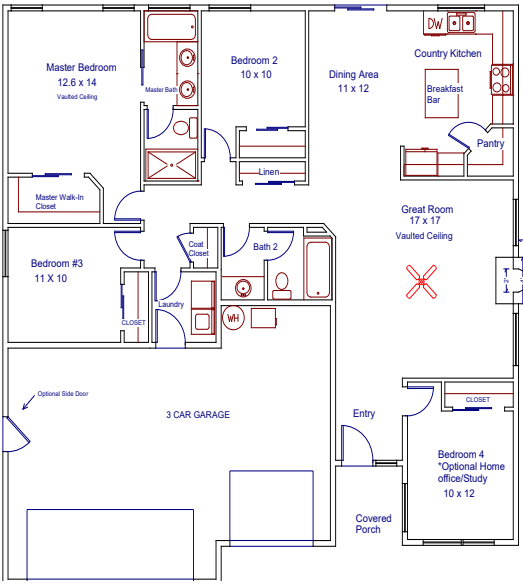 Master Bedroom
12.6 x 14
Vaulted Ceiling
Master Bath
Bedroom 2
10 x 10
Dining Area
11 x 12
DW
Country Kitchen
Breakfast
Bar
Pantry
Linen
Master Walk-In
Closet
Great Room
17 x 17
Vaulted Ceiling
Bedroom #3
11 X 10
Coat
Closet
Bath 2
Laundry
CLOSET
WH
Optional Side Door
3 CAR GARAGE
Entry
CLOSET
Bedroom 4
*Optional Home
office/Study
10 x 12
Covered
Porch